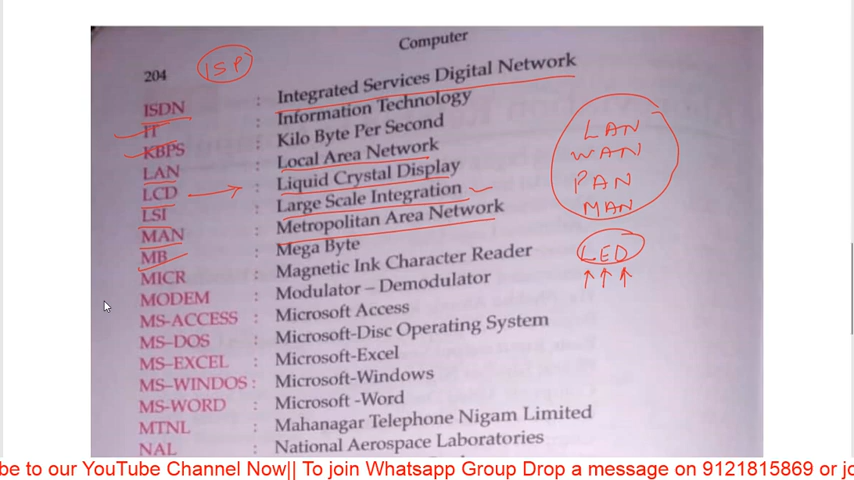 Computer
204
ISP
ISDN : Integrated Services Digital Network
IT : Information Technology
KBPS : Kilo Byte Per Second
LAN : Local Area Network
LCD : Liquid Crystal Display
LSI : Large Scale Integration
MAN : Metropolitan Area Network
MB : Mega Byte
MICR : Magnetic Ink Character Reader
MODEM : Modulator – Demodulator
MS-ACCESS : Microsoft Access
MS-DOS : Microsoft-Disc Operating System
MS–EXCEL : Microsoft-Excel
MS–WINDOS : Microsoft-Windows
MS-WORD : Microsoft -Word
MTNL : Mahanagar Telephone Nigam Limited
NAL : National Aerospace Laboratories
LAN
WAN
PAN
MAN
LED
be to our YouTube Channel Now|| To join Whatsapp Group Drop a message on 9121815869 or jo